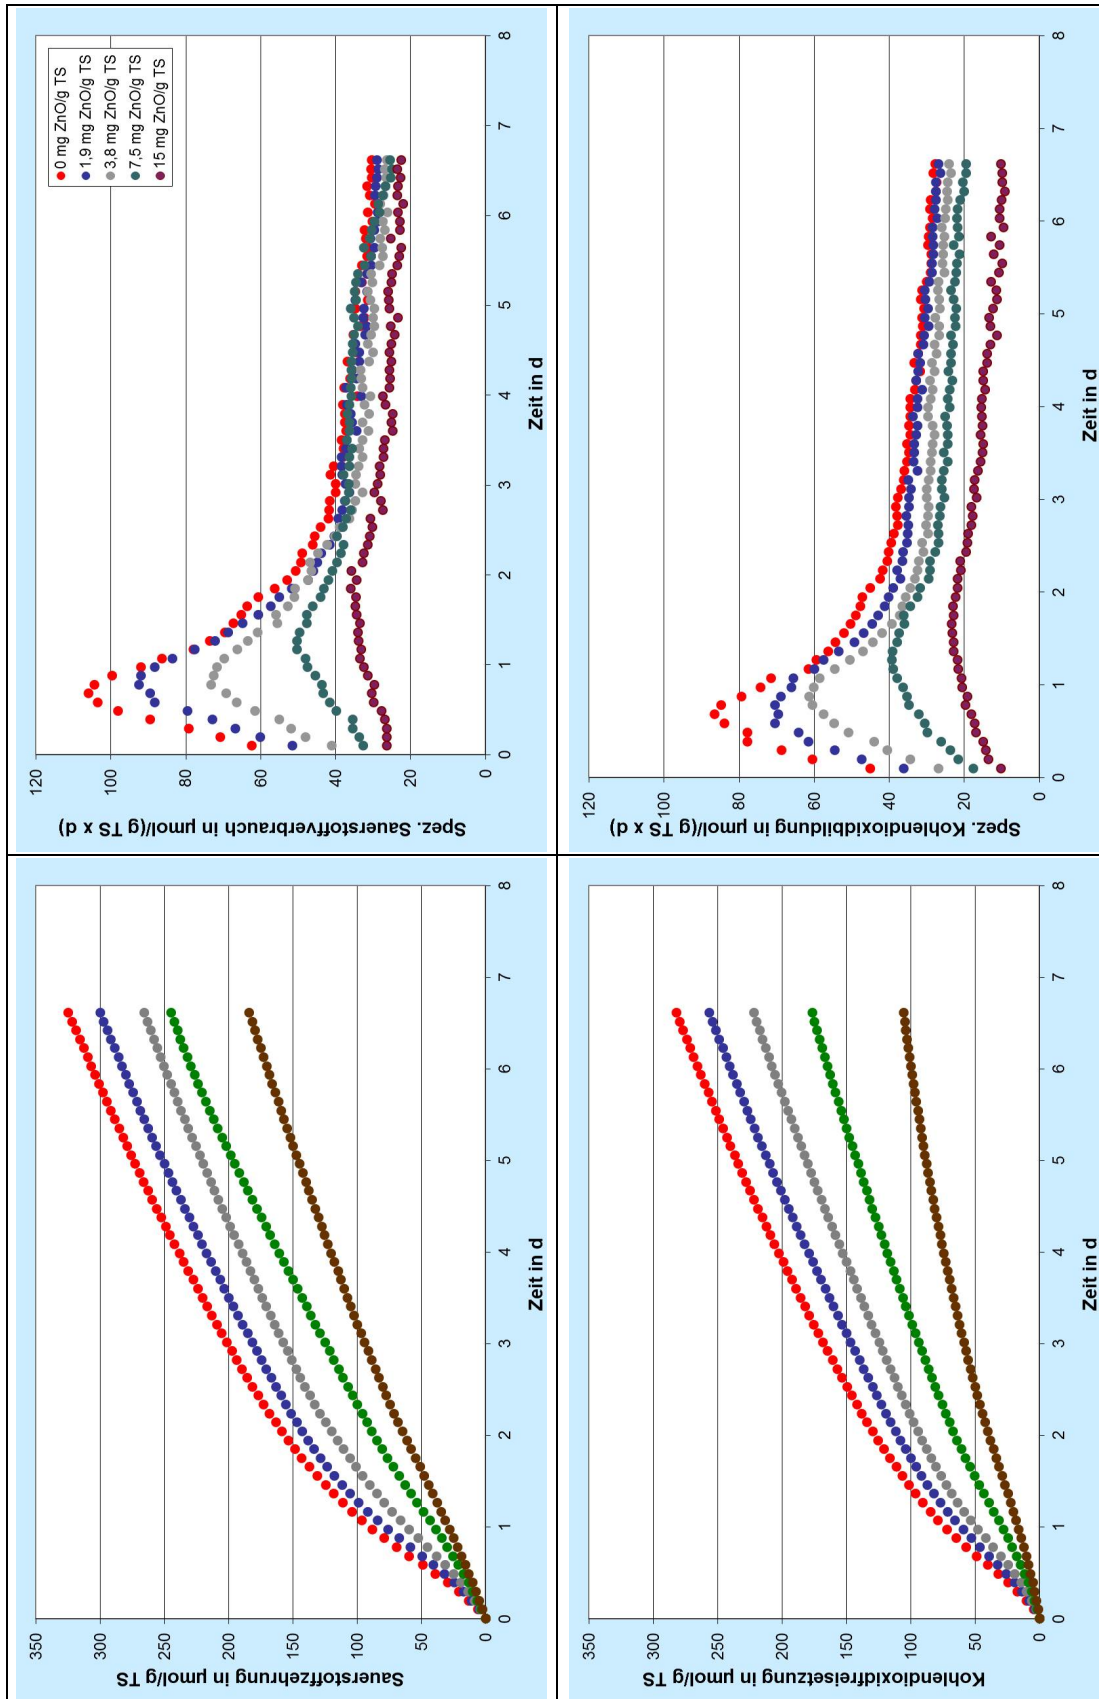 Sauerstoffzehrung in µmol/g TS
350
300
250
200
150
100
50
0
0 1 2 3 4 5 6 7 8
Zeit in d
Spez. Sauerstoffverbrauch in µmol/(g TS x d)
120
100
80
60
40
20
0
0 1 2 3 4 5 6 7 8
Zeit in d
0 mg ZnO/g TS
1,9 mg ZnO/g TS
3,8 mg ZnO/g TS
7,5 mg ZnO/g TS
15 mg ZnO/g TS
Kohlendioxidfreisetzung in µmol/g TS
350
300
250
200
150
100
50
0
0 1 2 3 4 5 6 7 8
Zeit in d
Spez. Kohlendioxidbildung in µmol/(g TS x d)
120
100
80
60
40
20
0
0 1 2 3 4 5 6 7 8
Zeit in d